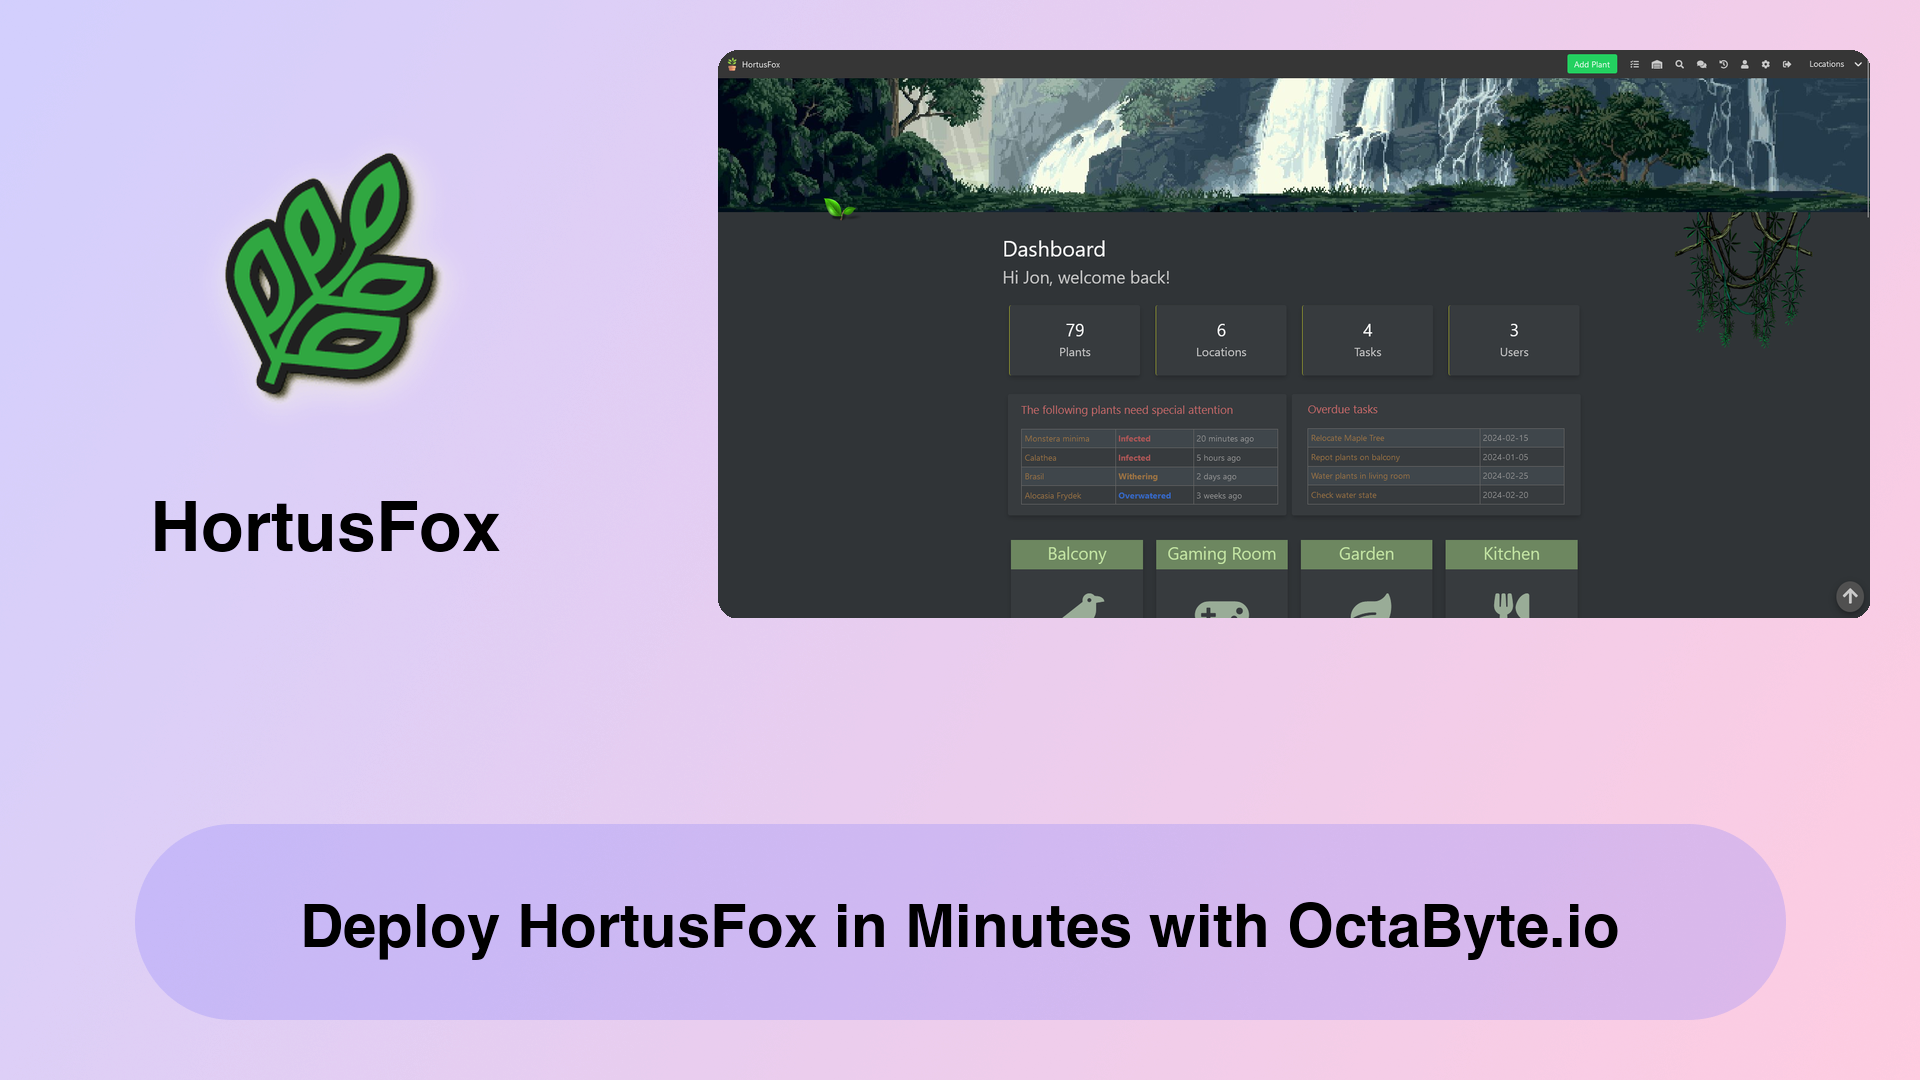 HortusFox
HortusFox
Add Plant
Locations
Dashboard
Hi Jon, welcome back!
79
Plants
6
Locations
4
Tasks
3
Users
The following plants need special attention
Monstera minima Infected 20 minutes ago
Calathea Infected 5 hours ago
Brasil Withering 2 days ago
Alocasia Frydek Overwatered 3 weeks ago
Overdue tasks
Relocate Maple Tree 2024-02-15
Repot plants on balcony 2024-01-05
Water plants in living room 2024-02-25
Check water state 2024-02-20
Balcony
Gaming Room
Garden
Kitchen
Deploy HortusFox in Minutes with OctaByte.io